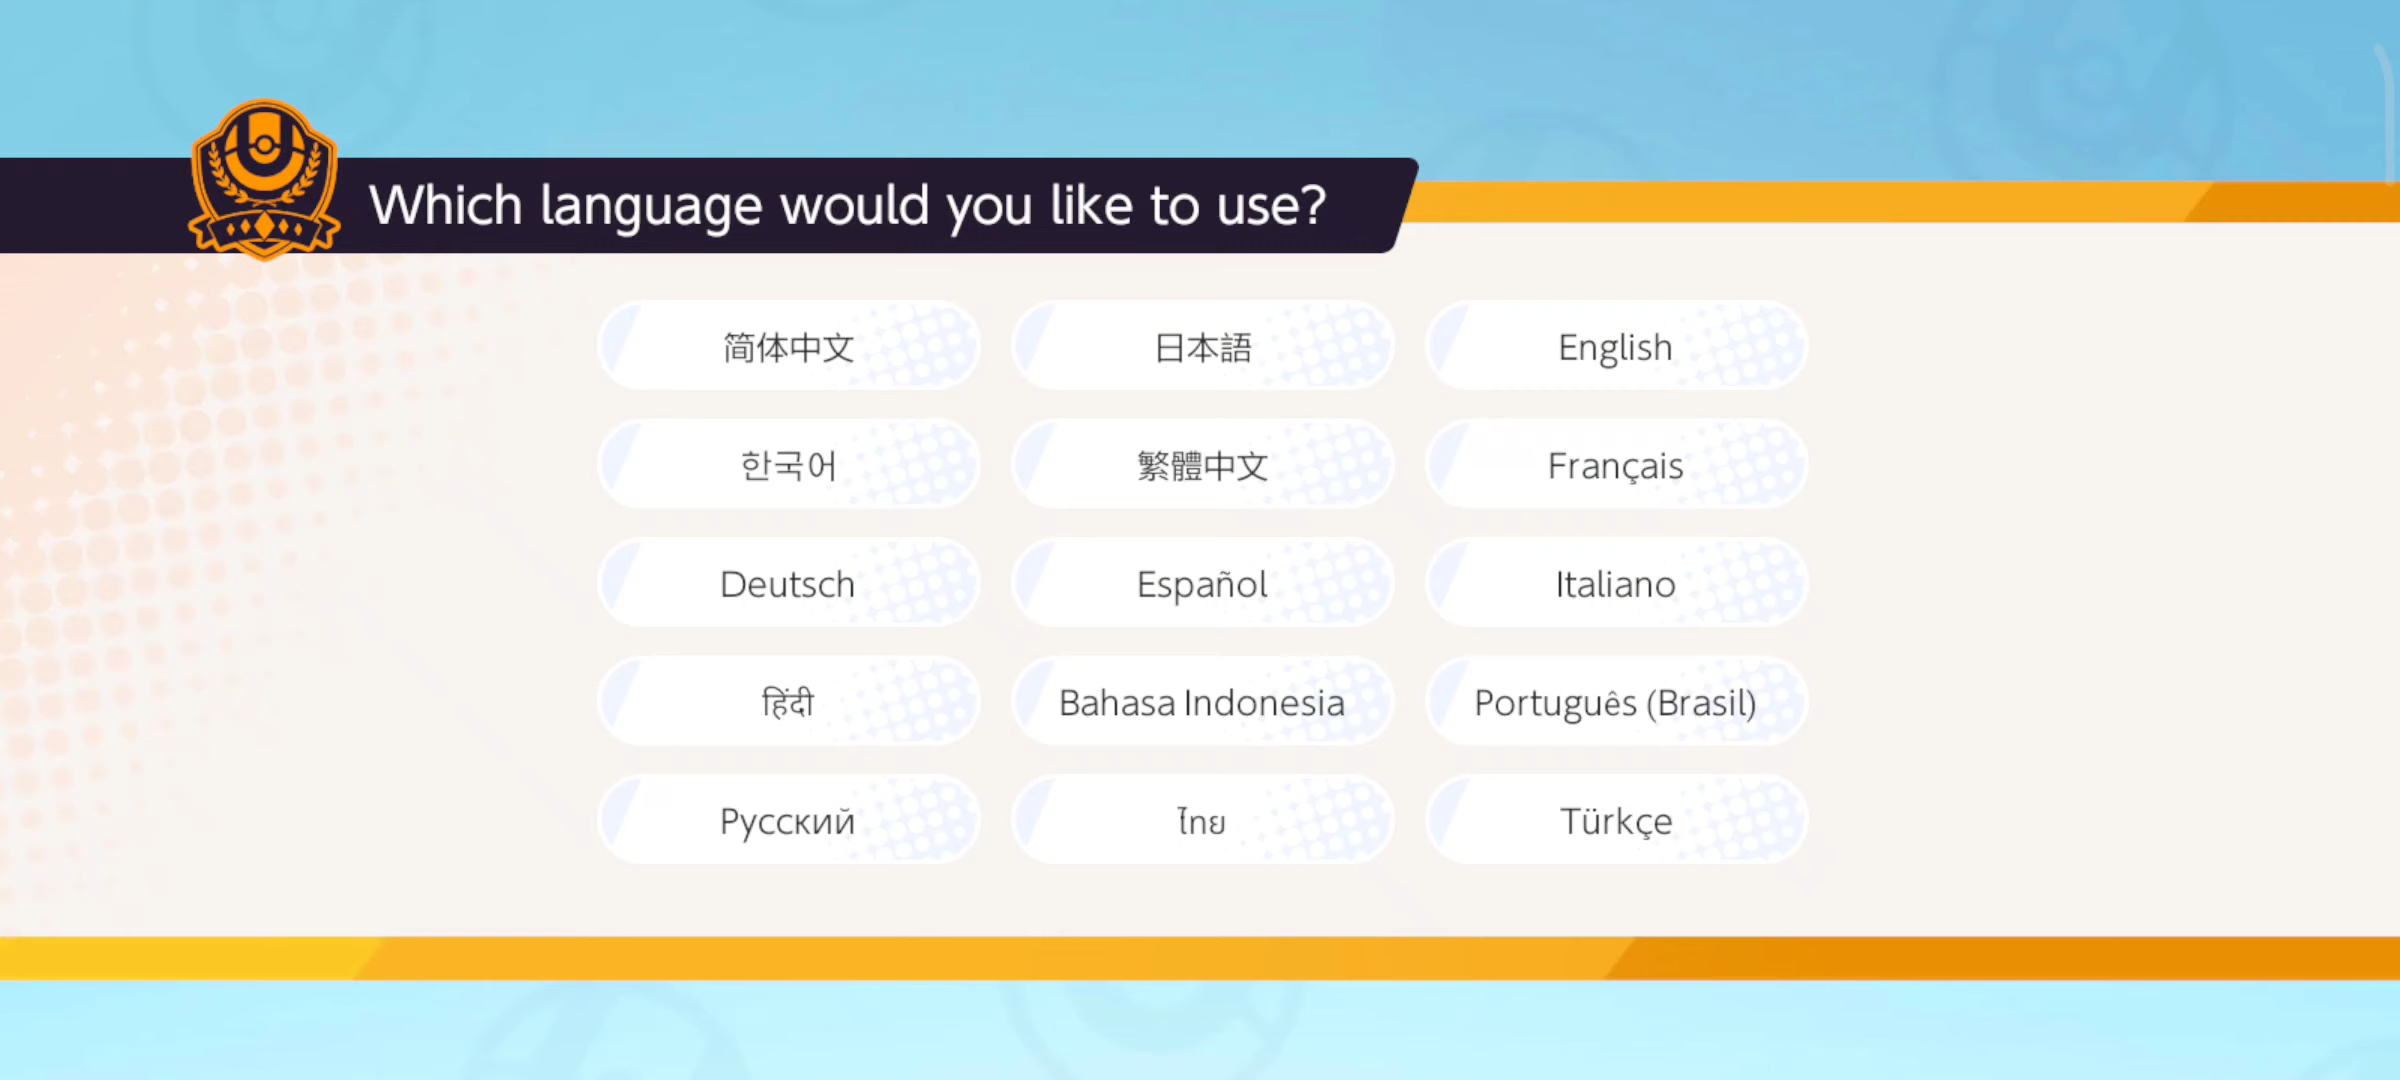 Which language would you like to use?
简体中文
日本語
English
한국어
繁體中文
Français
Deutsch
Español
Italiano
हिंदी
Bahasa Indonesia
Português (Brasil)
Русский
ไทย
Türkçe